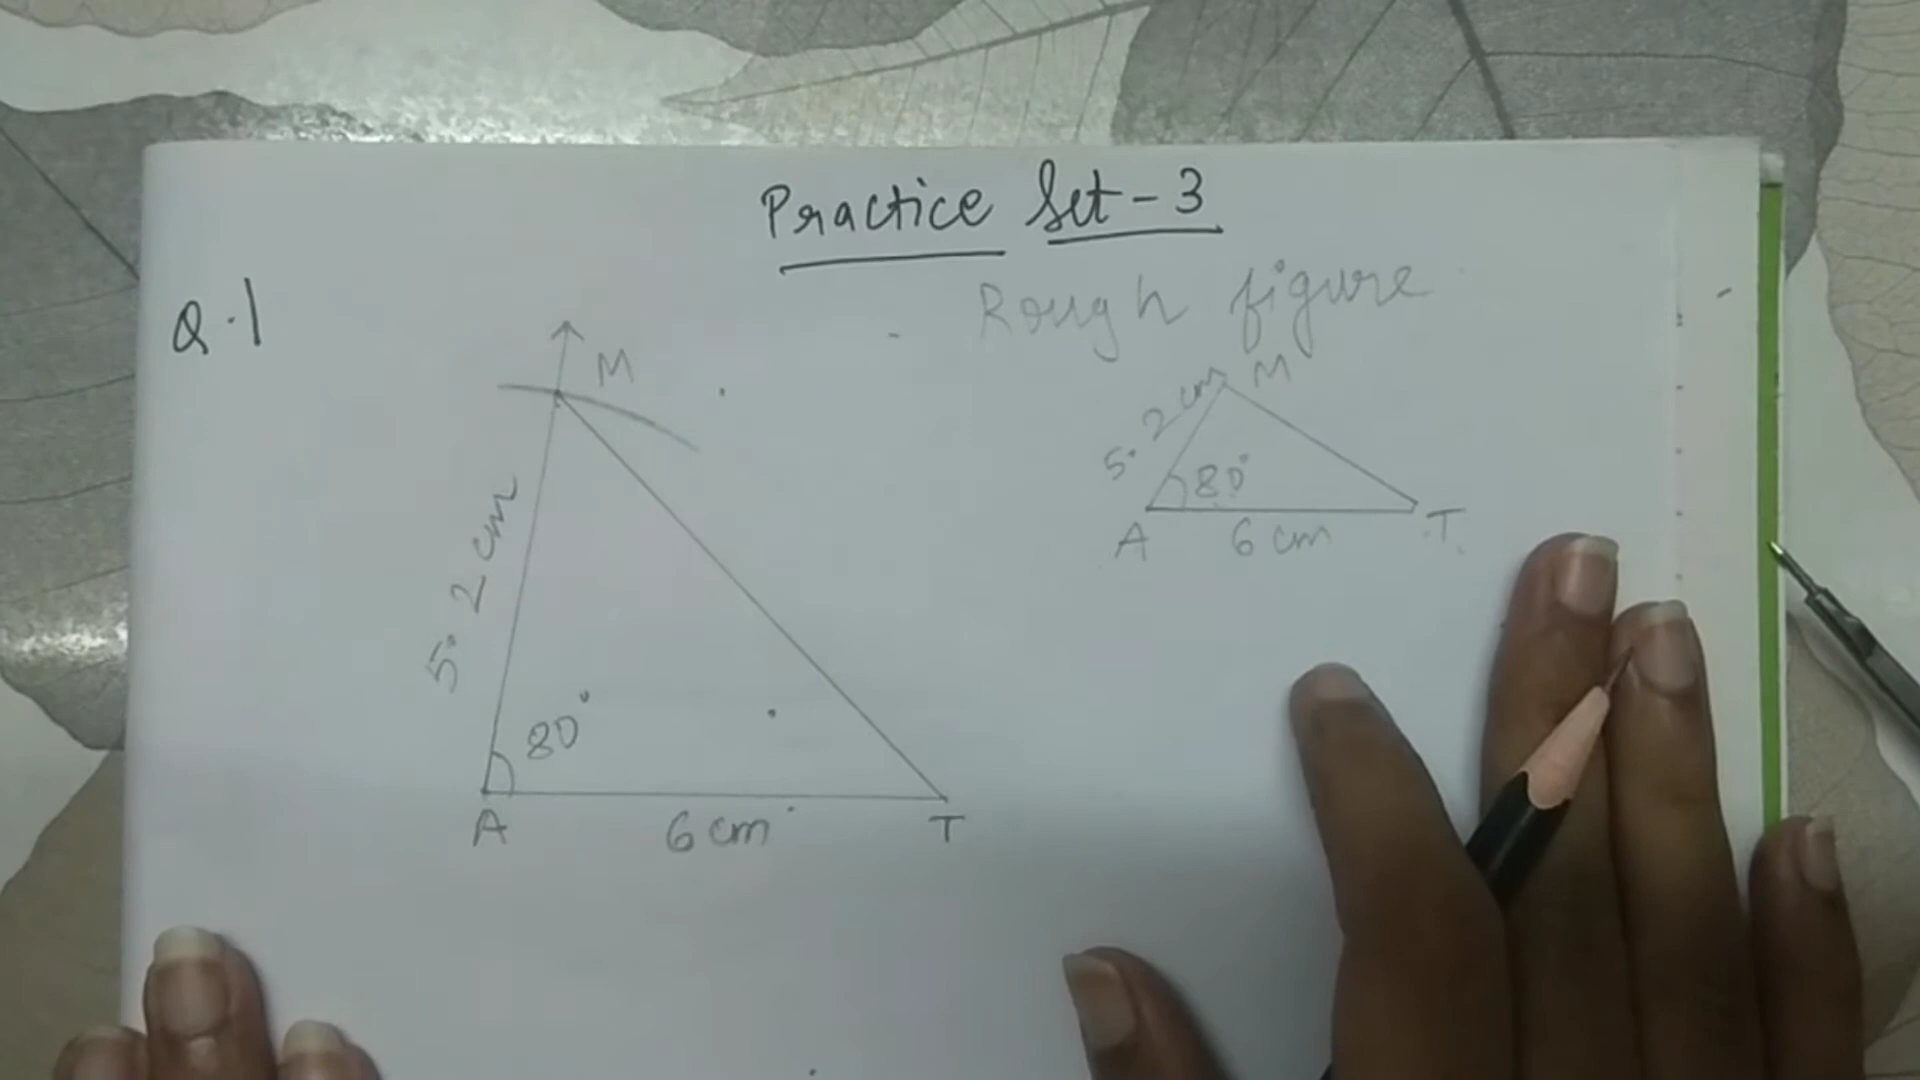 Practice Set - 3
Rough figure
Q.1
M
5.2 cm
80°
A
6 cm
T
M
5.2 cm
80°
A
6 cm
T